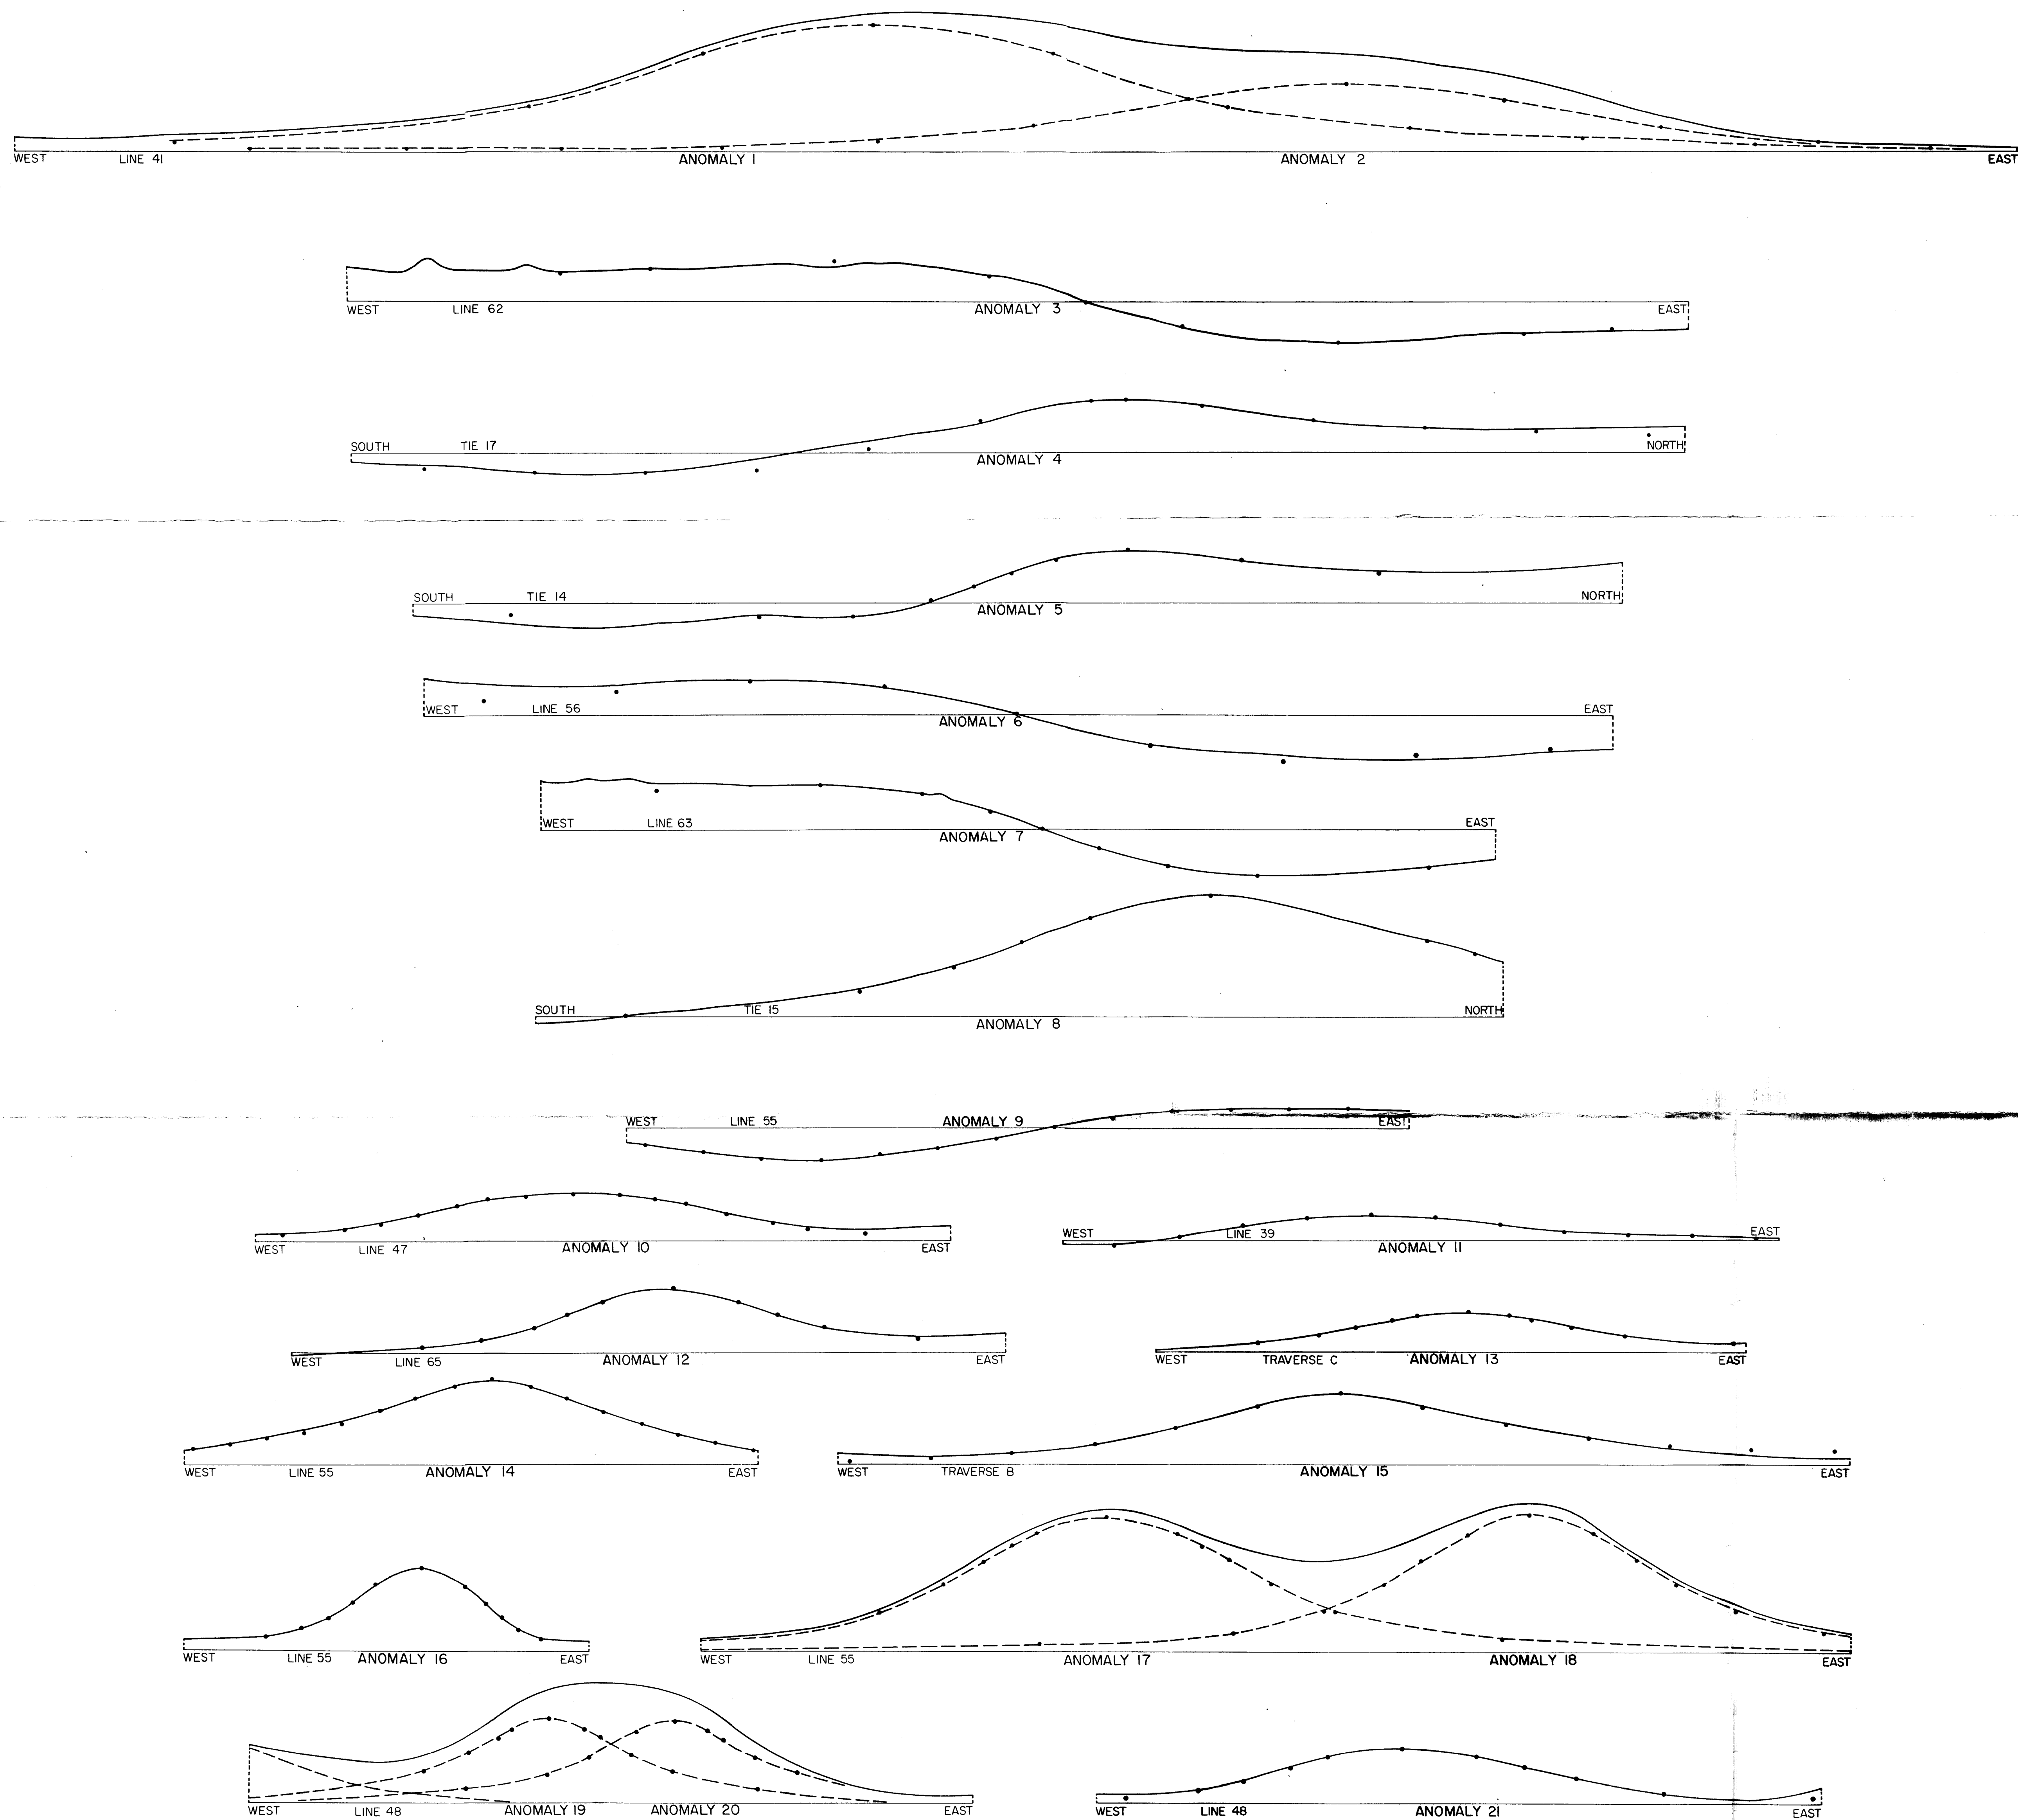 WEST LINE 41 ANOMALY 1 ANOMALY 2 EAST
WEST LINE 62 ANOMALY 3 EAST
SOUTH TIE 17 ANOMALY 4 NORTH
SOUTH TIE 14 ANOMALY 5 NORTH
WEST LINE 56 ANOMALY 6 EAST
WEST LINE 63 ANOMALY 7 EAST
SOUTH TIE 15 ANOMALY 8 NORTH
WEST LINE 55 ANOMALY 9 EAST
WEST LINE 47 ANOMALY 10 EAST
WEST LINE 39 ANOMALY 11 EAST
WEST LINE 65 ANOMALY 12 EAST
WEST TRAVERSE C ANOMALY 13 EAST
WEST LINE 55 ANOMALY 14 EAST
WEST TRAVERSE B ANOMALY 15 EAST
WEST LINE 55 ANOMALY 16 EAST
WEST LINE 55 ANOMALY 17 ANOMALY 18 EAST
WEST LINE 48 ANOMALY 19 ANOMALY 20 EAST
WEST LINE 48 ANOMALY 21 EAST